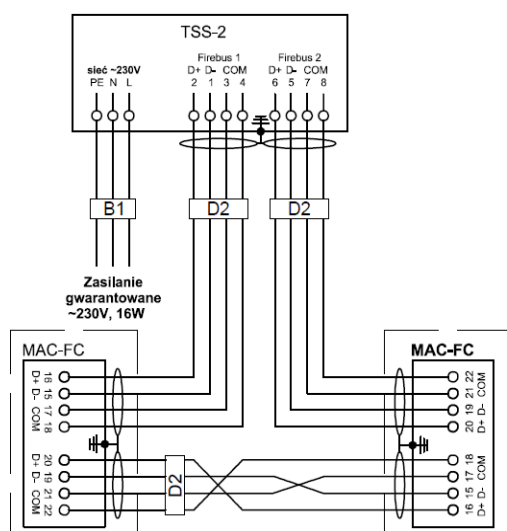 TSS-2
Firebus 1 Firebus 2
sieć ~230V D+ D- COM D+ D- COM
PE N L 2 1 3 4 6 5 7 8
B1 D2 D2
Zasilanie
gwarantowane
~230V, 16W
MAC-FC MAC-FC
D+ 16 22
D- 15 21 COM
COM 17 19 D-
18 20 D+
D+ 20 18
D- 19 17 COM
COM 21 15 D-
22 16 D+
D2